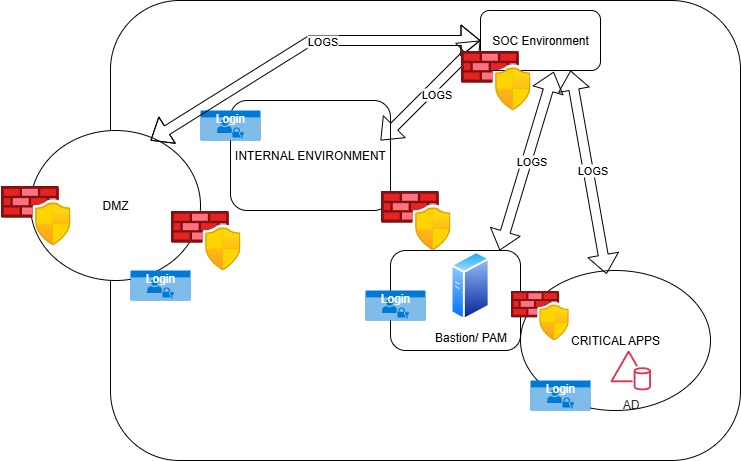 SOC Environment
LOGS
LOGS
Login
INTERNAL ENVIRONMENT
LOGS
LOGS
DMZ
Login
Login
Bastion/ PAM
CRITICAL APPS
Login
AD